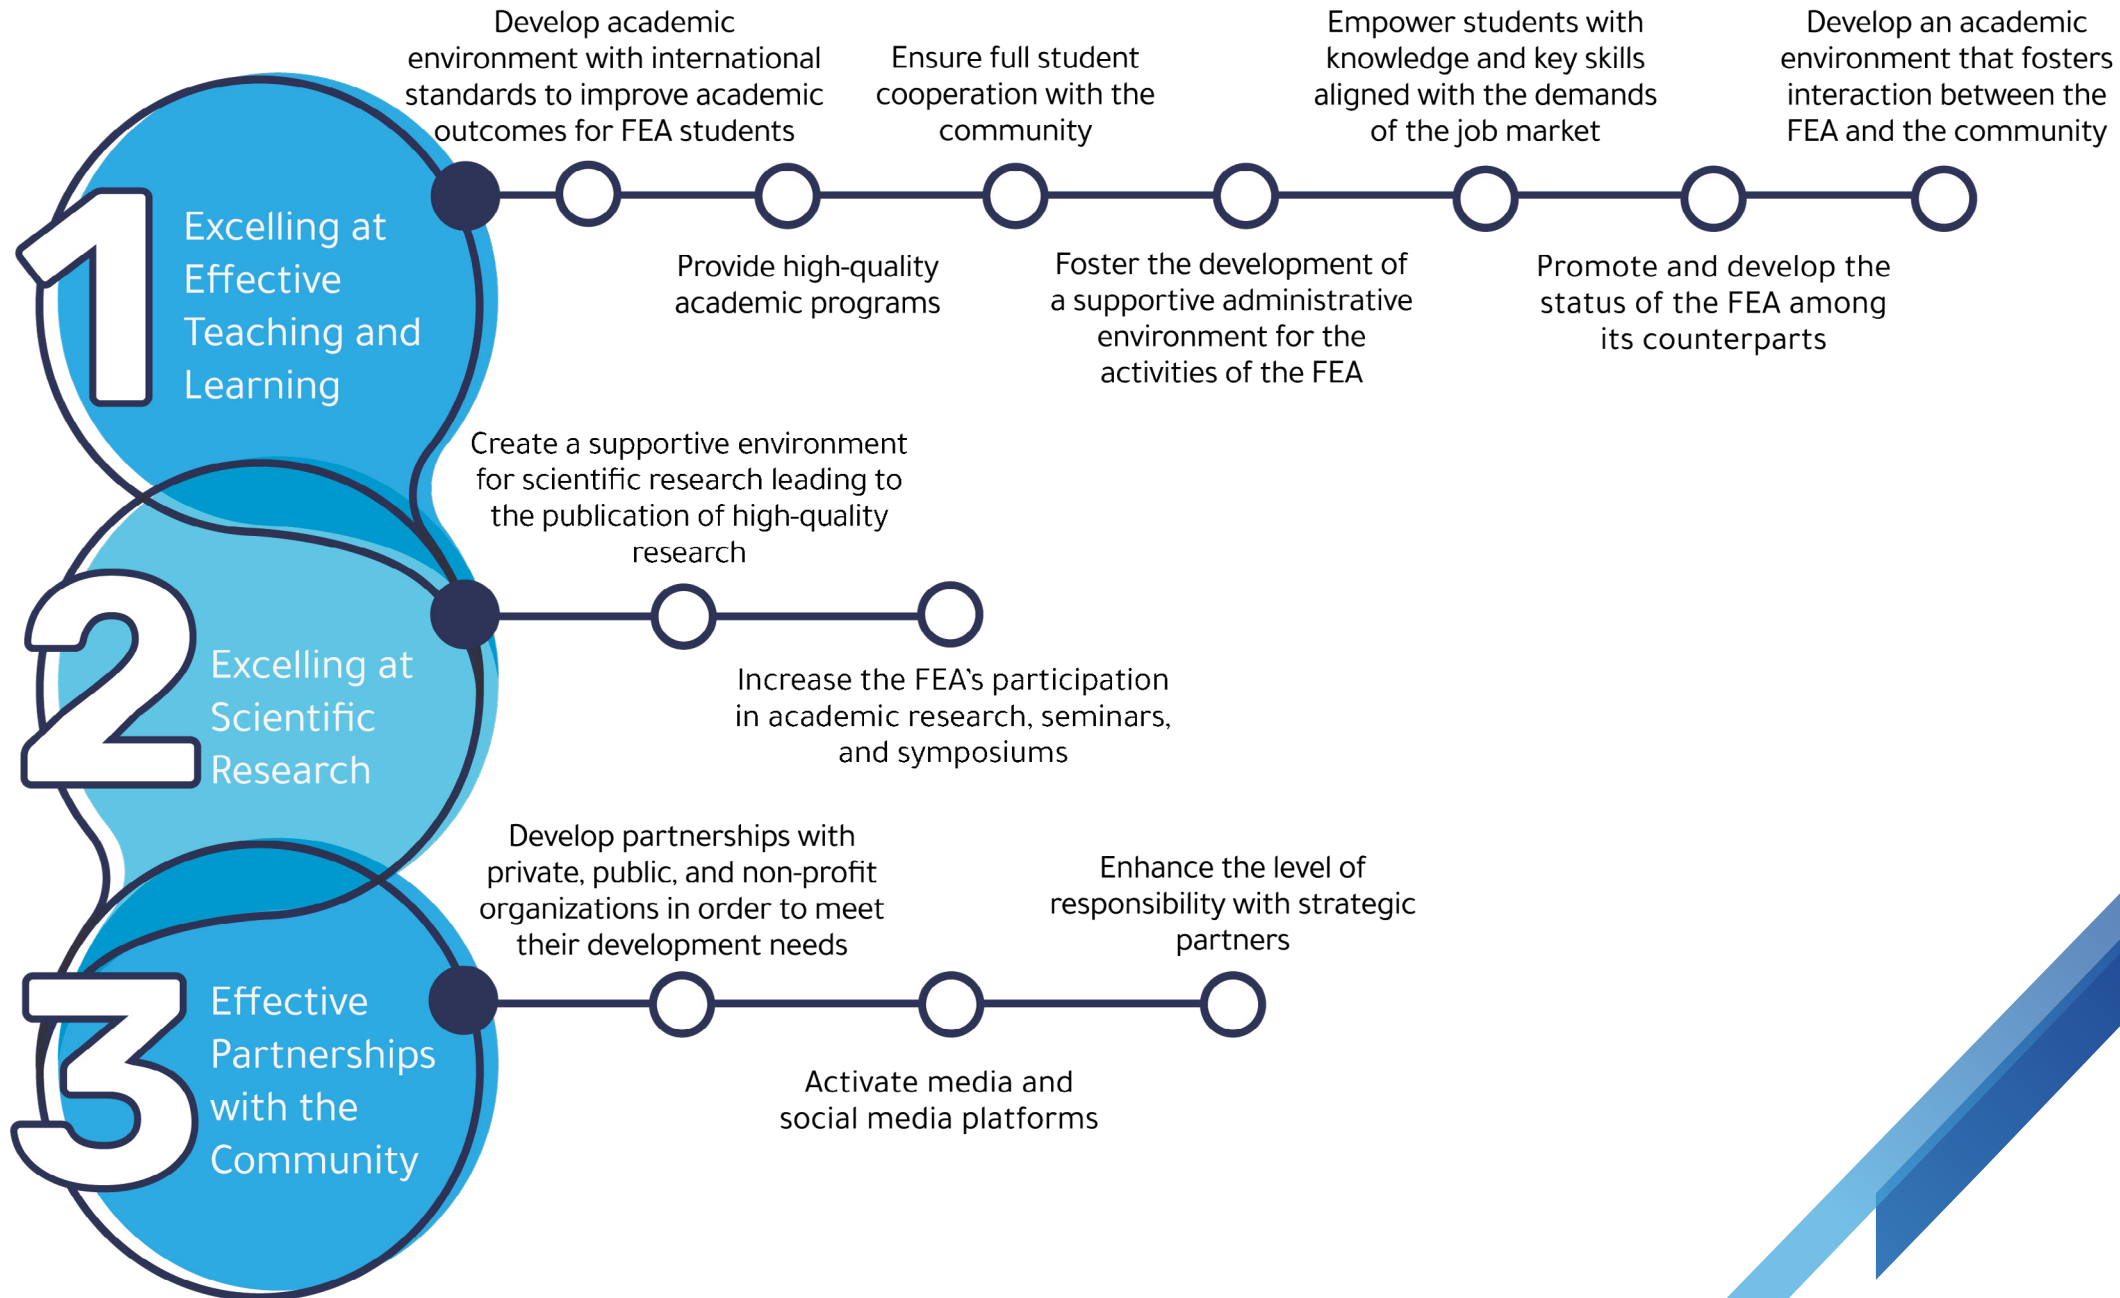 1
Excelling at
Effective
Teaching and
Learning
Develop academic
environment with international
standards to improve academic
outcomes for FEA students
Provide high-quality
academic programs
Ensure full student
cooperation with the
community
Foster the development of
a supportive administrative
environment for the
activities of the FEA
Empower students with
knowledge and key skills
aligned with the demands
of the job market
Promote and develop the
status of the FEA among
its counterparts
Develop an academic
environment that fosters
interaction between the
FEA and the community
2
Excelling at
Scientific
Research
Create a supportive environment
for scientific research leading to
the publication of high-quality
research
Increase the FEA's participation
in academic research, seminars,
and symposiums
3
Effective
Partnerships
with the
Community
Develop partnerships with
private, public, and non-profit
organizations in order to meet
their development needs
Activate media and
social media platforms
Enhance the level of
responsibility with strategic
partners